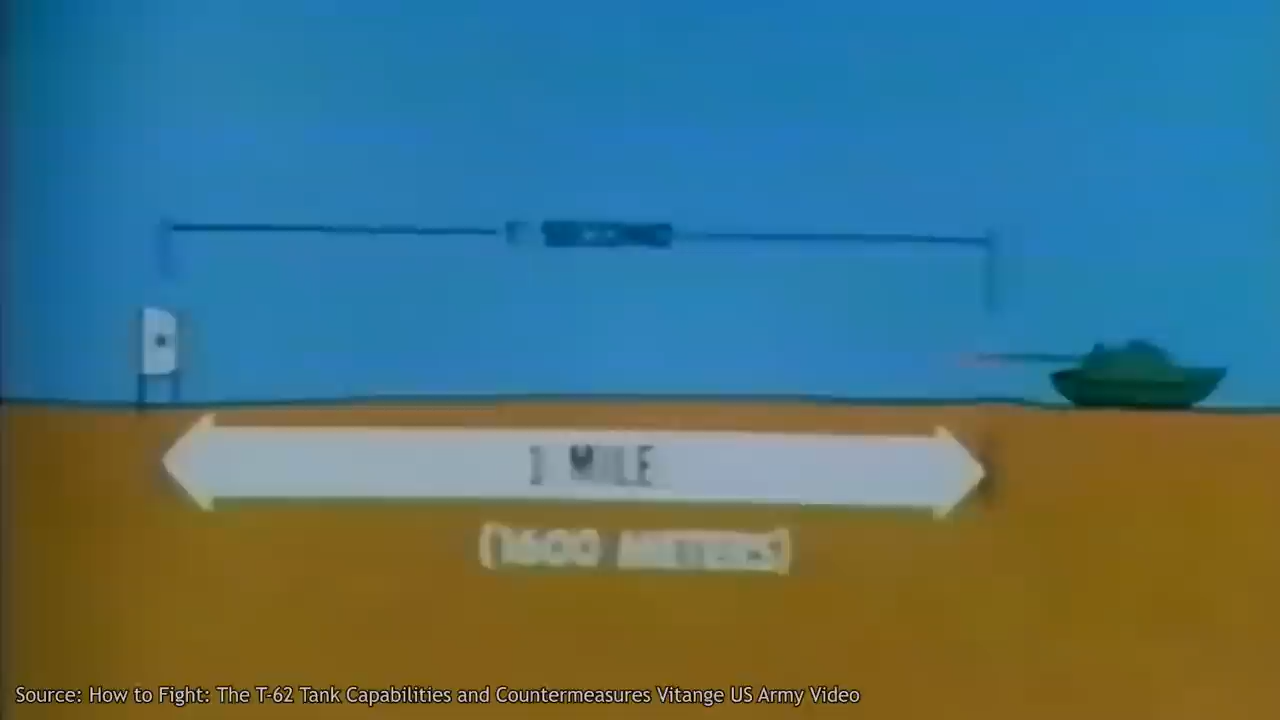 1 MILE
(1600 METERS)
Source: How to Fight: The T-62 Tank Capabilities and Countermeasures Vitange US Army Video